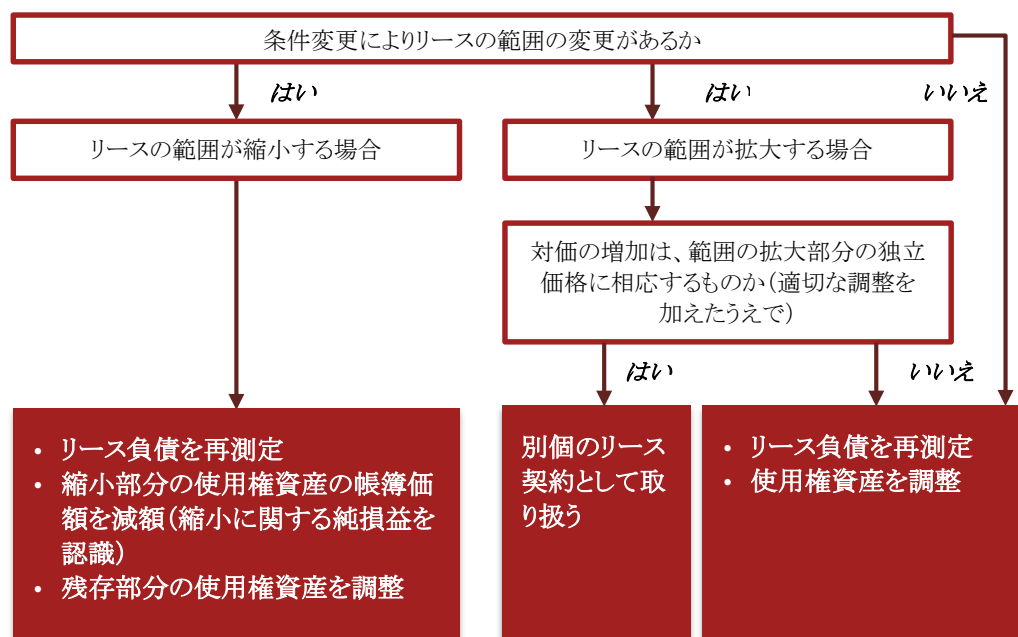 条件変更によりリースの範囲の変更があるか
はい
はい
いいえ
リースの範囲が縮小する場合
リースの範囲が拡大する場合
対価の増加は、範囲の拡大部分の独立
価格に相応するものか(適切な調整を
加えたうえで)
はい
いいえ
• リース負債を再測定
• 縮小部分の使用権資産の帳簿価
額を減額(縮小に関する純損益を
認識)
• 残存部分の使用権資産を調整
別個のリース
契約として取
り扱う
• リース負債を再測定
• 使用権資産を調整